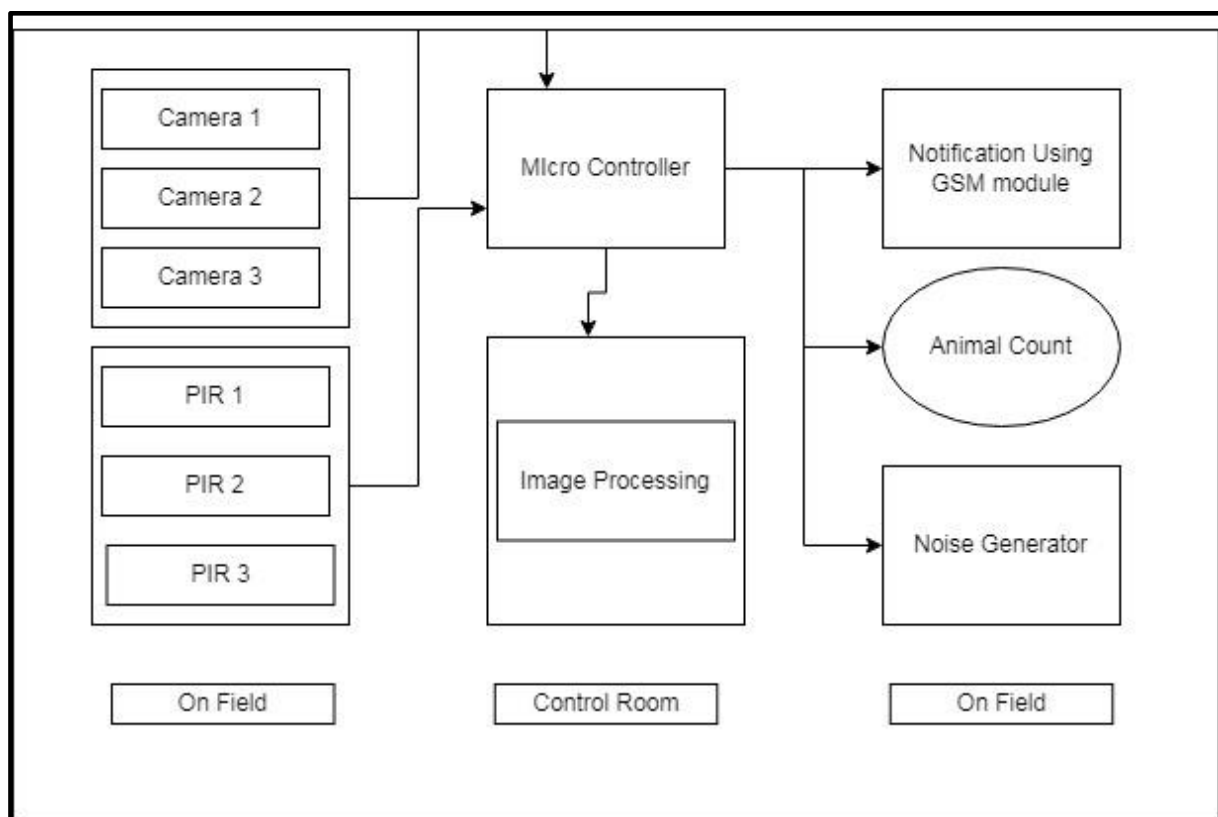 Camera 1
Camera 2
Camera 3
PIR 1
PIR 2
PIR 3
On Field
MIcro Controller
Image Processing
Control Room
Notification Using
GSM module
Animal Count
Noise Generator
On Field